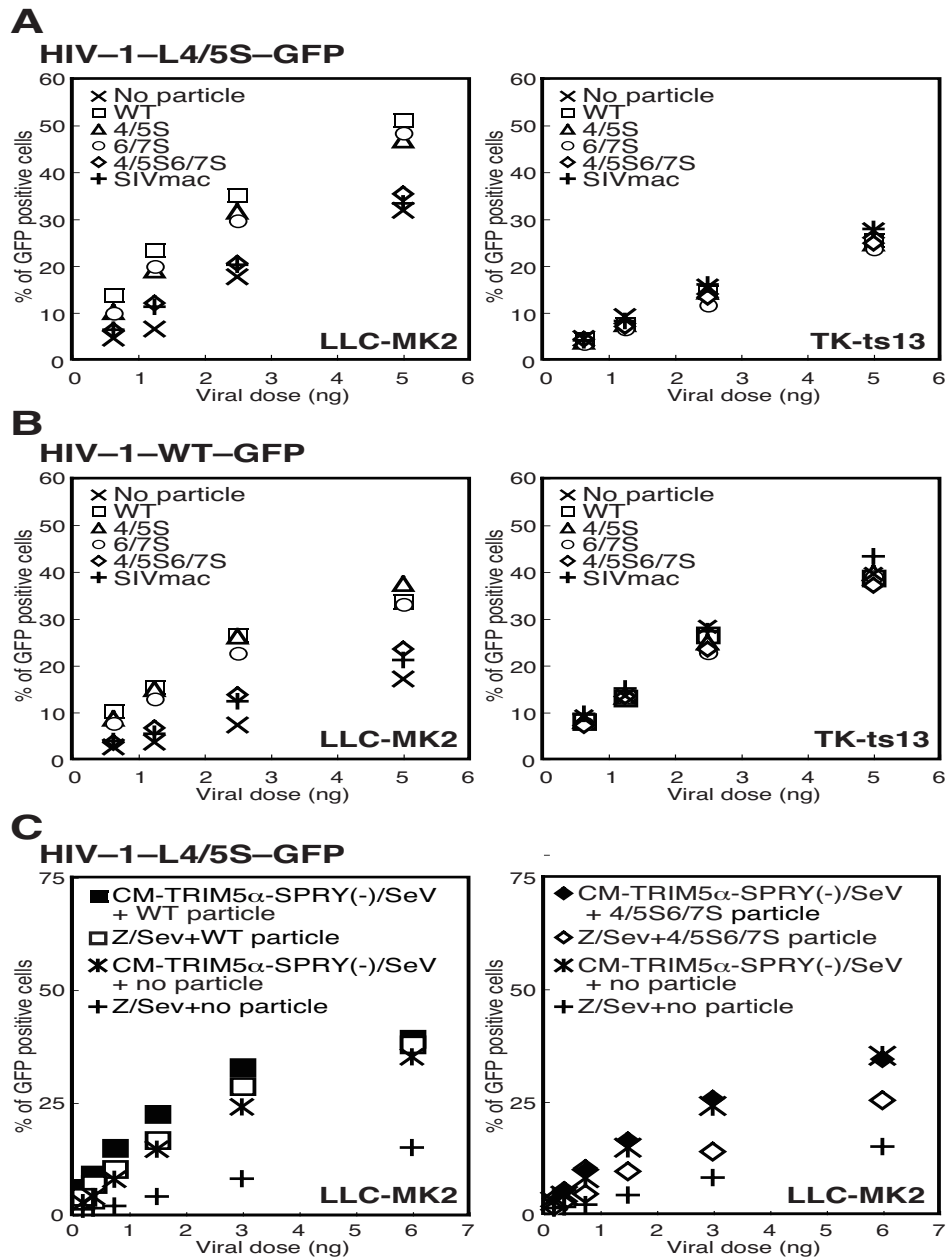 A
HIV–1–L4/5S–GFP
60
50
40
30
20
10
0
% of GFP positive cells
No particle
WT
4/5S
6/7S
4/5S6/7S
SIVmac
LLC-MK2
0 1 2 3 4 5 6
Viral dose (ng)
60
50
40
30
20
10
0
% of GFP positive cells
No particle
WT
4/5S
6/7S
4/5S6/7S
SIVmac
TK-ts13
0 1 2 3 4 5 6
Viral dose (ng)
B
HIV–1–WT–GFP
60
50
40
30
20
10
0
% of GFP positive cells
No particle
WT
4/5S
6/7S
4/5S6/7S
SIVmac
LLC-MK2
0 1 2 3 4 5 6
Viral dose (ng)
60
50
40
30
20
10
0
% of GFP positive cells
No particle
WT
4/5S
6/7S
4/5S6/7S
SIVmac
TK-ts13
0 1 2 3 4 5 6
Viral dose (ng)
C
HIV–1–L4/5S–GFP
75
50
25
0
% of GFP positive cells
CM-TRIM5α-SPRY(-)/SeV
+ WT particle
Z/Sev+WT particle
CM-TRIM5α-SPRY(-)/SeV
+ no particle
Z/Sev+no particle
LLC-MK2
0 1 2 3 4 5 6 7
Viral dose (ng)
75
50
25
0
% of GFP positive cells
CM-TRIM5α-SPRY(-)/SeV
+ 4/5S6/7S particle
Z/Sev+4/5S6/7S particle
CM-TRIM5α-SPRY(-)/SeV
+ no particle
Z/Sev+no particle
LLC-MK2
0 1 2 3 4 5 6 7
Viral dose (ng)